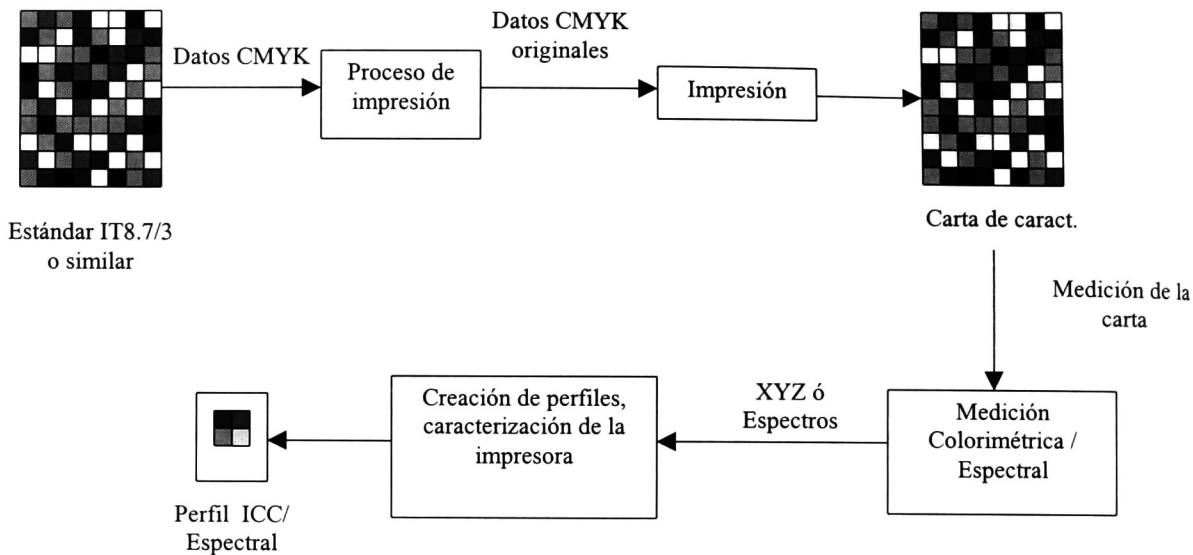 Datos CMYK
Proceso de
impresión
Datos CMYK
originales
Impresión
Estándar IT8.7/3
o similar
Carta de caract.
Medición de la
carta
Medición
Colorimétrica /
Espectral
XYZ ó
Espectros
Creación de perfiles,
caracterización de la
impresora
Perfil ICC/
Espectral